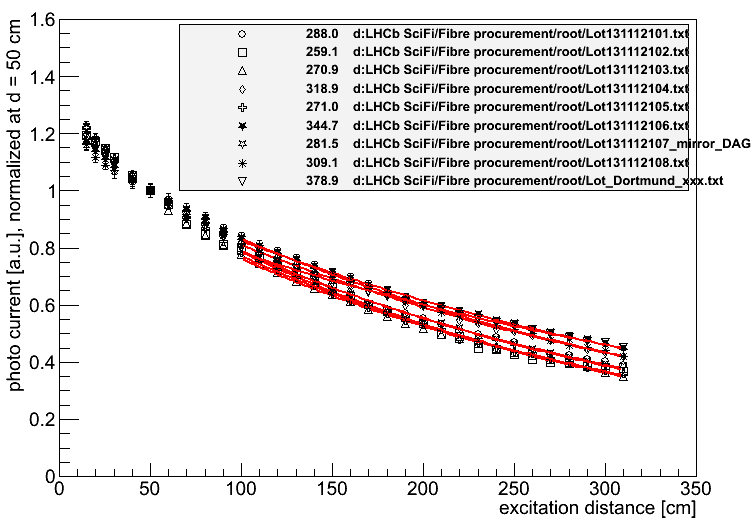 photo current [a.u.], normalized at d = 50 cm
1.6
1.4
1.2
1
0.8
0.6
0.4
0.2
0
288.0 d:LHCb SciFi/Fibre procurement/root/Lot131112101.txt
259.1 d:LHCb SciFi/Fibre procurement/root/Lot131112102.txt
270.9 d:LHCb SciFi/Fibre procurement/root/Lot131112103.txt
318.9 d:LHCb SciFi/Fibre procurement/root/Lot131112104.txt
271.0 d:LHCb SciFi/Fibre procurement/root/Lot131112105.txt
344.7 d:LHCb SciFi/Fibre procurement/root/Lot131112106.txt
281.5 d:LHCb SciFi/Fibre procurement/root/Lot131112107_mirror_DAG
309.1 d:LHCb SciFi/Fibre procurement/root/Lot131112108.txt
378.9 d:LHCb SciFi/Fibre procurement/root/Lot_Dortmund_xxx.txt
0 50 100 150 200 250 300 350
excitation distance [cm]